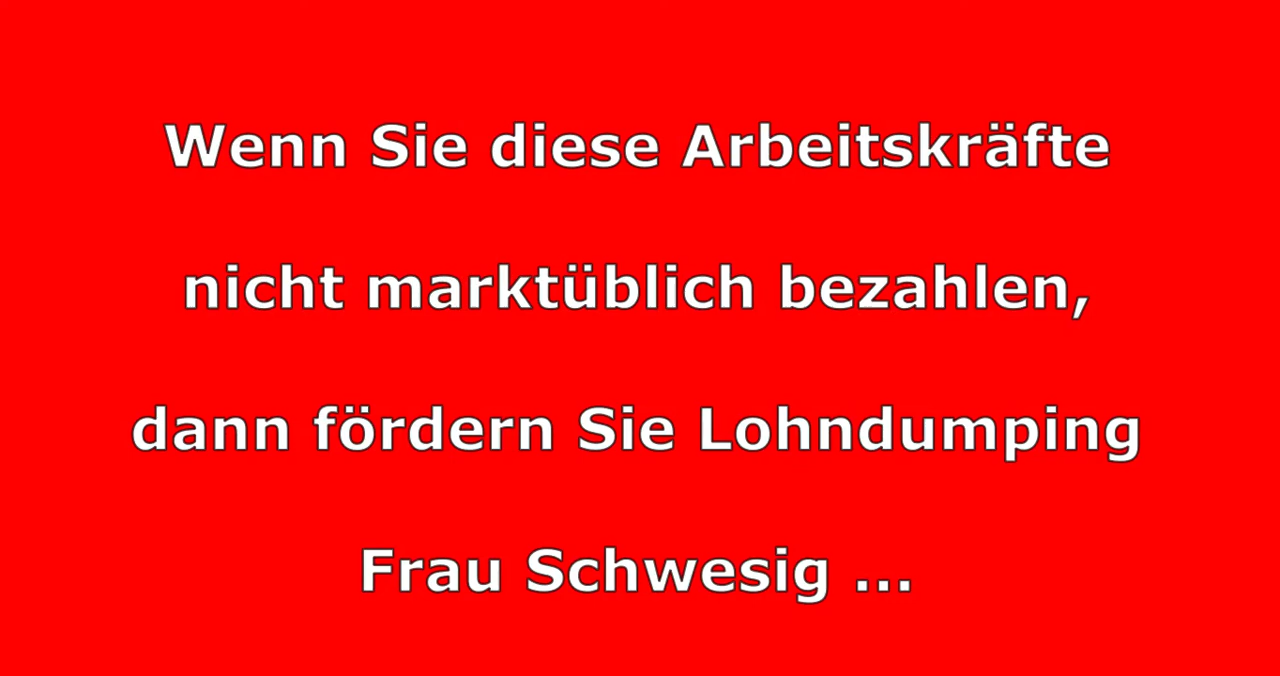 Wenn Sie diese Arbeitskräfte
nicht marktüblich bezahlen,
dann fördern Sie Lohndumping
Frau Schwesig ...